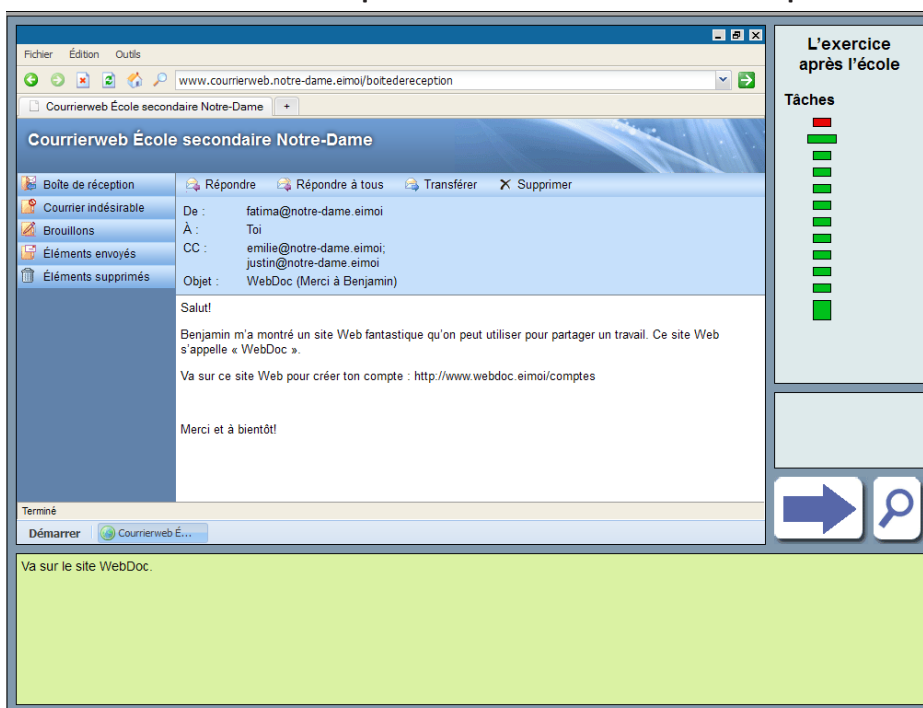 Fichier Édition Outils
www.courrierweb.notre-dame.eimoi/boitedereception
Courrierweb École secondaire Notre-Dame +
Courrierweb École secondaire Notre-Dame
Boîte de réception
Courrier indésirable
Brouillons
Éléments envoyés
Éléments supprimés
Répondre Répondre à tous Transférer Supprimer
De : fatima@notre-dame.eimoi
À : Toi
CC : emilie@notre-dame.eimoi;
justin@notre-dame.eimoi
Objet : WebDoc (Merci à Benjamin)
Salut!
Benjamin m'a montré un site Web fantastique qu'on peut utiliser pour partager un travail. Ce site Web
s'appelle « WebDoc ».
Va sur ce site Web pour créer ton compte : http://www.webdoc.eimoi/comptes
Merci et à bientôt!
Terminé
Démarrer Courrierweb É...
L'exercice
après l'école
Tâches
Va sur le site WebDoc.